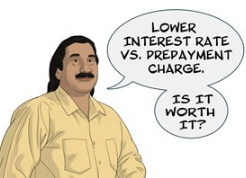 LOWER
INTEREST RATE
VS. PREPAYMENT
CHARGE.
IS IT
WORTH
IT?